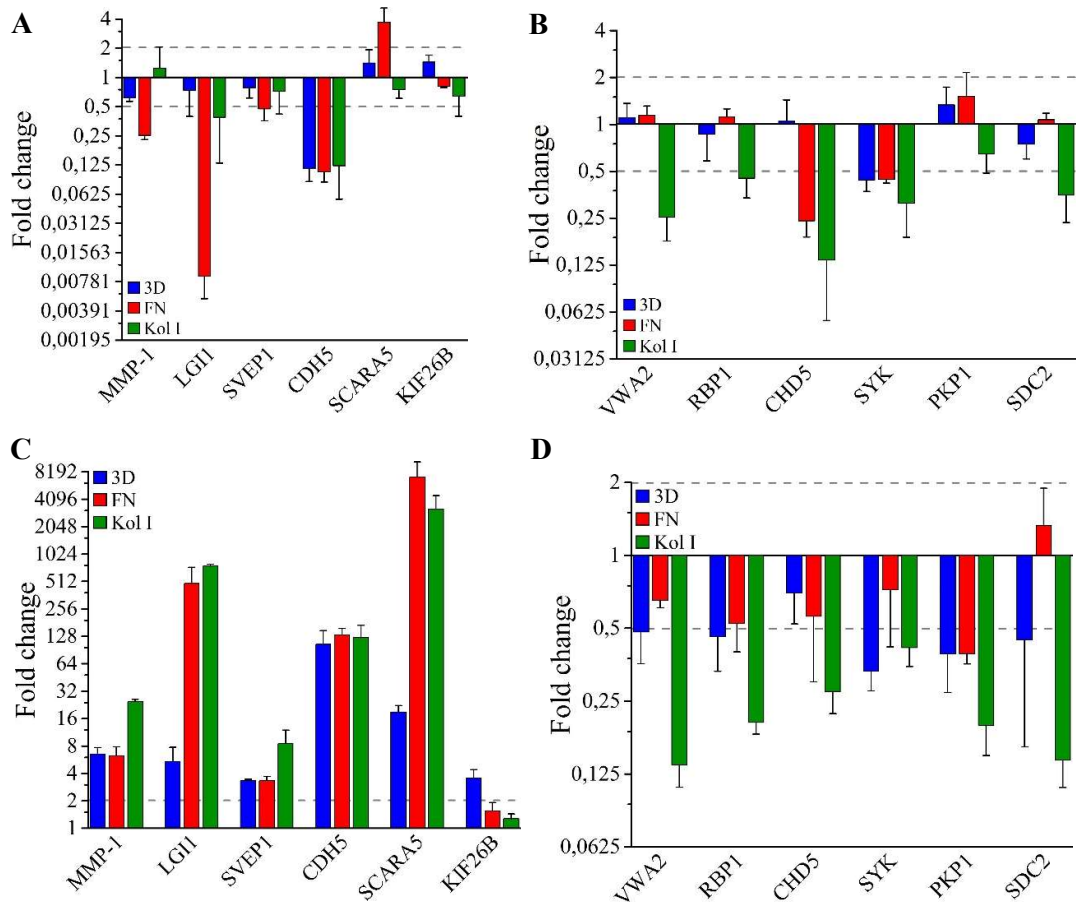 A
Fold change
4
2
1
0,5
0,25
0,125
0,0625
0,03125
0,01563
0,00781
0,00391
0,00195
3D
FN
Kol I
MMP-1
LGI1
SVEP1
CDH5
SCARA5
KIF26B
B
Fold change
4
2
1
0,5
0,25
0,125
0,0625
0,03125
3D
FN
Kol I
VWA2
RBP1
CHD5
SYK
PKP1
SDC2
C
Fold change
8192
4096
2048
1024
512
256
128
64
32
16
8
4
2
1
3D
FN
Kol I
MMP-1
LGI1
SVEP1
CDH5
SCARA5
KIF26B
D
Fold change
2
1
0,5
0,25
0,125
0,0625
3D
FN
Kol I
VWA2
RBP1
CHD5
SYK
PKP1
SDC2